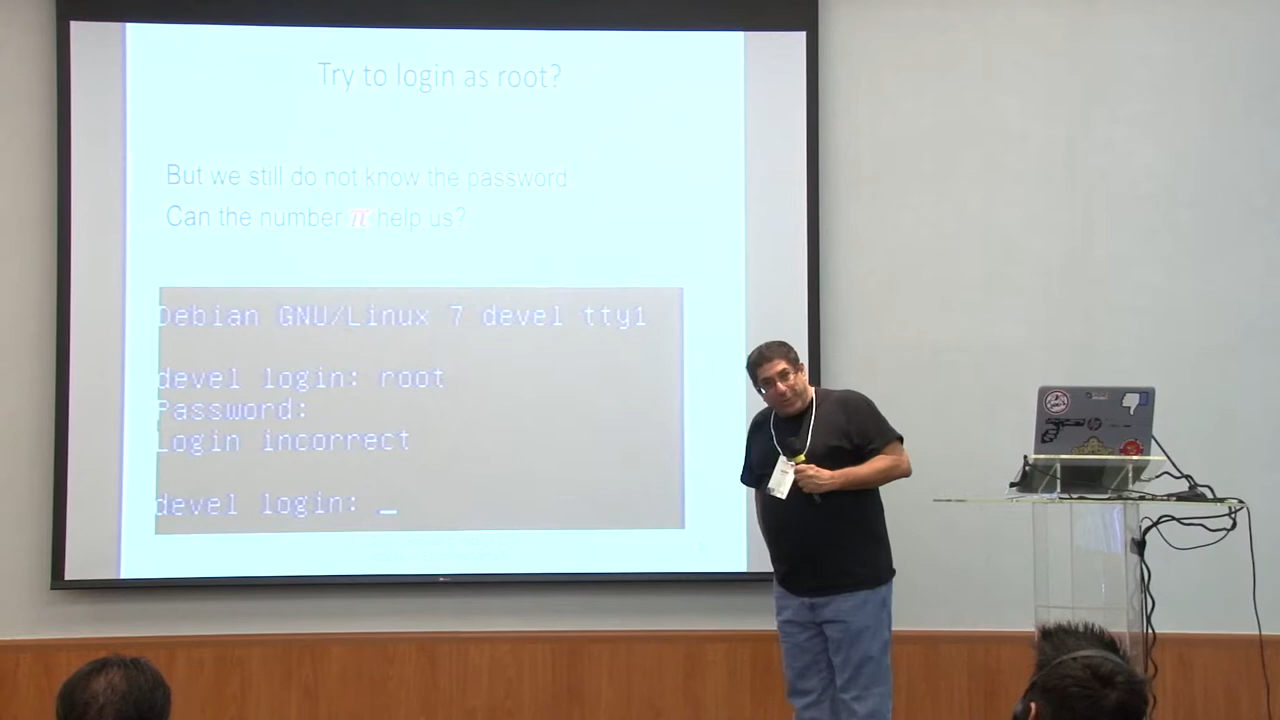 Try to login as root?
But we still do not know the password.
Can the number π help us?
Debian GNU/Linux 7 devel tty1
devel login: root
Password:
Login incorrect
devel login: _